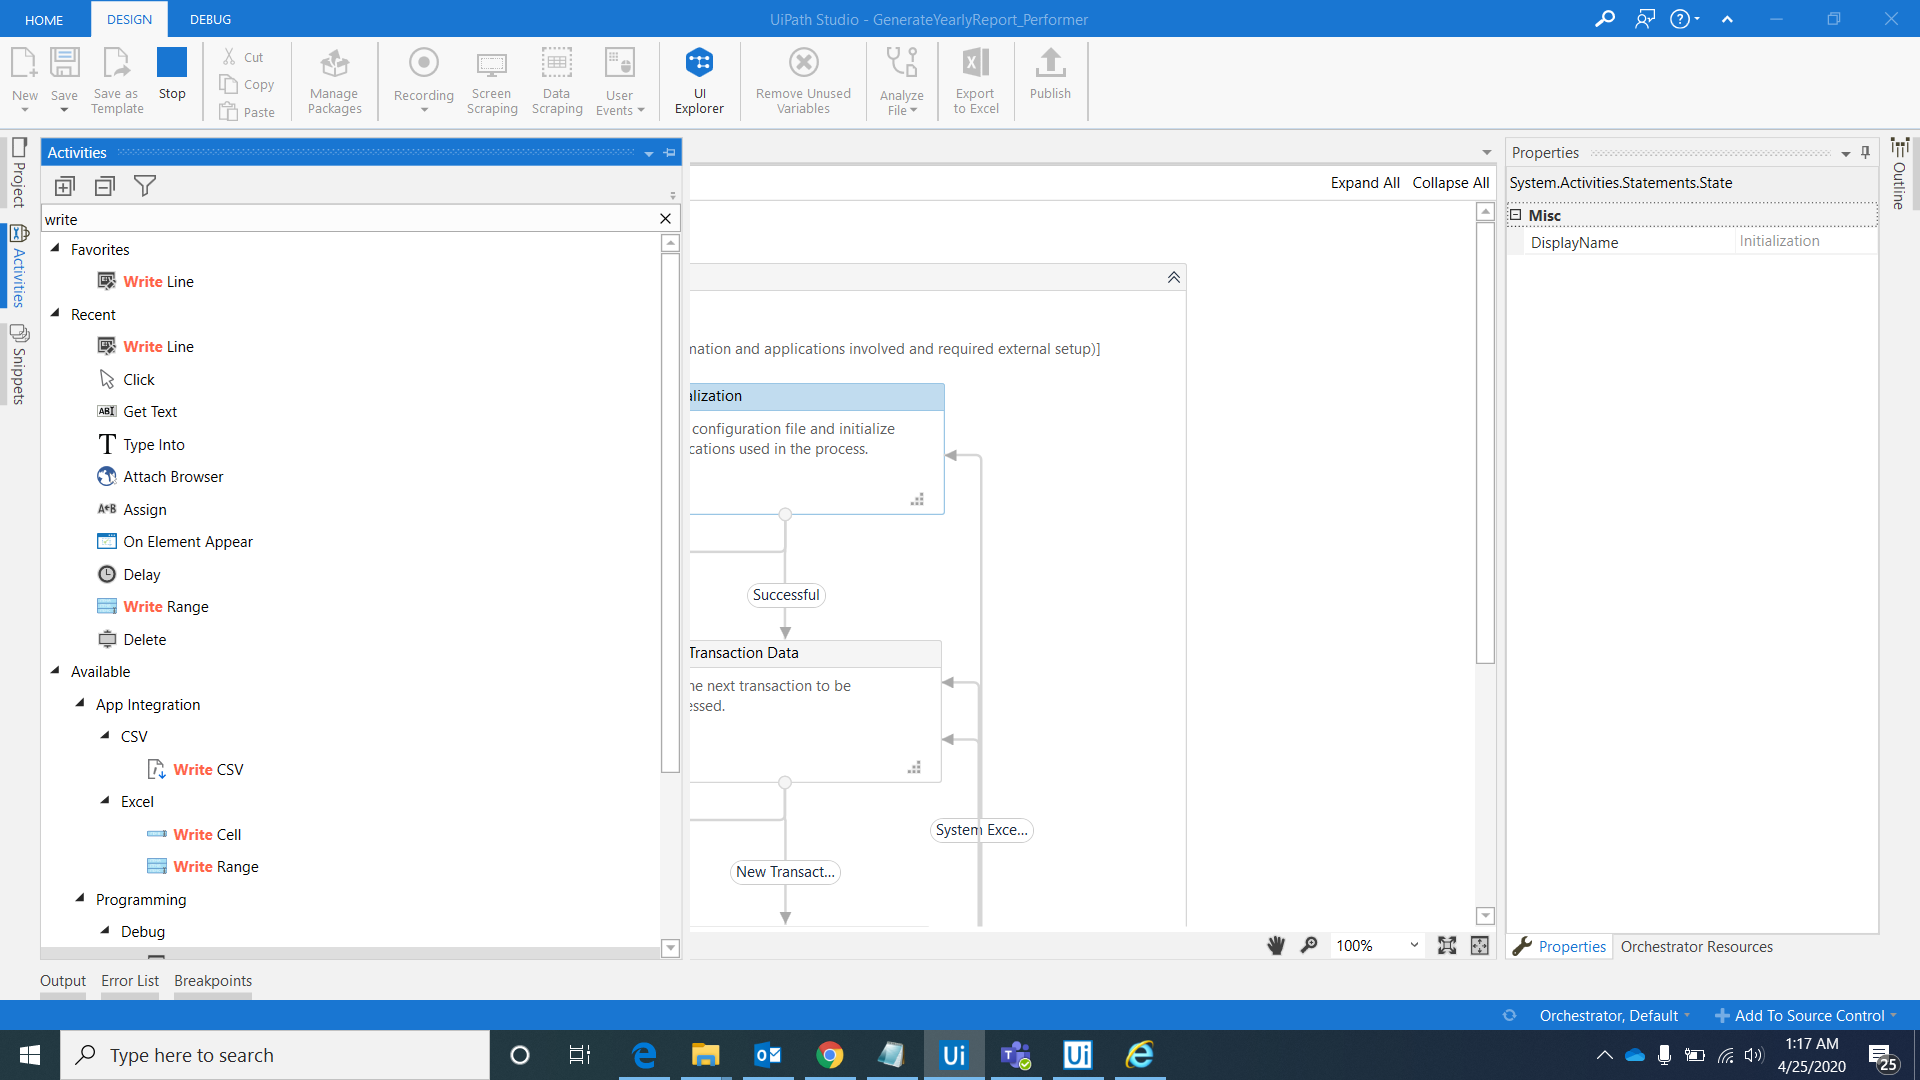 HOME DESIGN DEBUG
UiPath Studio - GenerateYearlyReport_Performer
New
Save
Save as
Template
Stop
Cut
Copy
Paste
Manage
Packages
Recording
Screen
Scraping
Data
Scraping
User
Events
UI
Explorer
Remove Unused
Variables
Analyze
File
Export
to Excel
Publish
Project
Activities
Snippets
Activities
write
Favorites
Write Line
Recent
Write Line
Click
Get Text
Type Into
Attach Browser
Assign
On Element Appear
Delay
Write Range
Delete
Available
App Integration
CSV
Write CSV
Excel
Write Cell
Write Range
Programming
Debug
Expand All Collapse All
mation and applications involved and required external setup)]
alization
configuration file and initialize
cations used in the process.
Successful
Transaction Data
he next transaction to be
essed.
System Exce...
New Transact...
100%
Properties
System.Activities.Statements.State
Misc
DisplayName Initialization
Properties Orchestrator Resources
Outline
Output Error List Breakpoints
Orchestrator, Default Add To Source Control
Type here to search
1:17 AM
4/25/2020
25